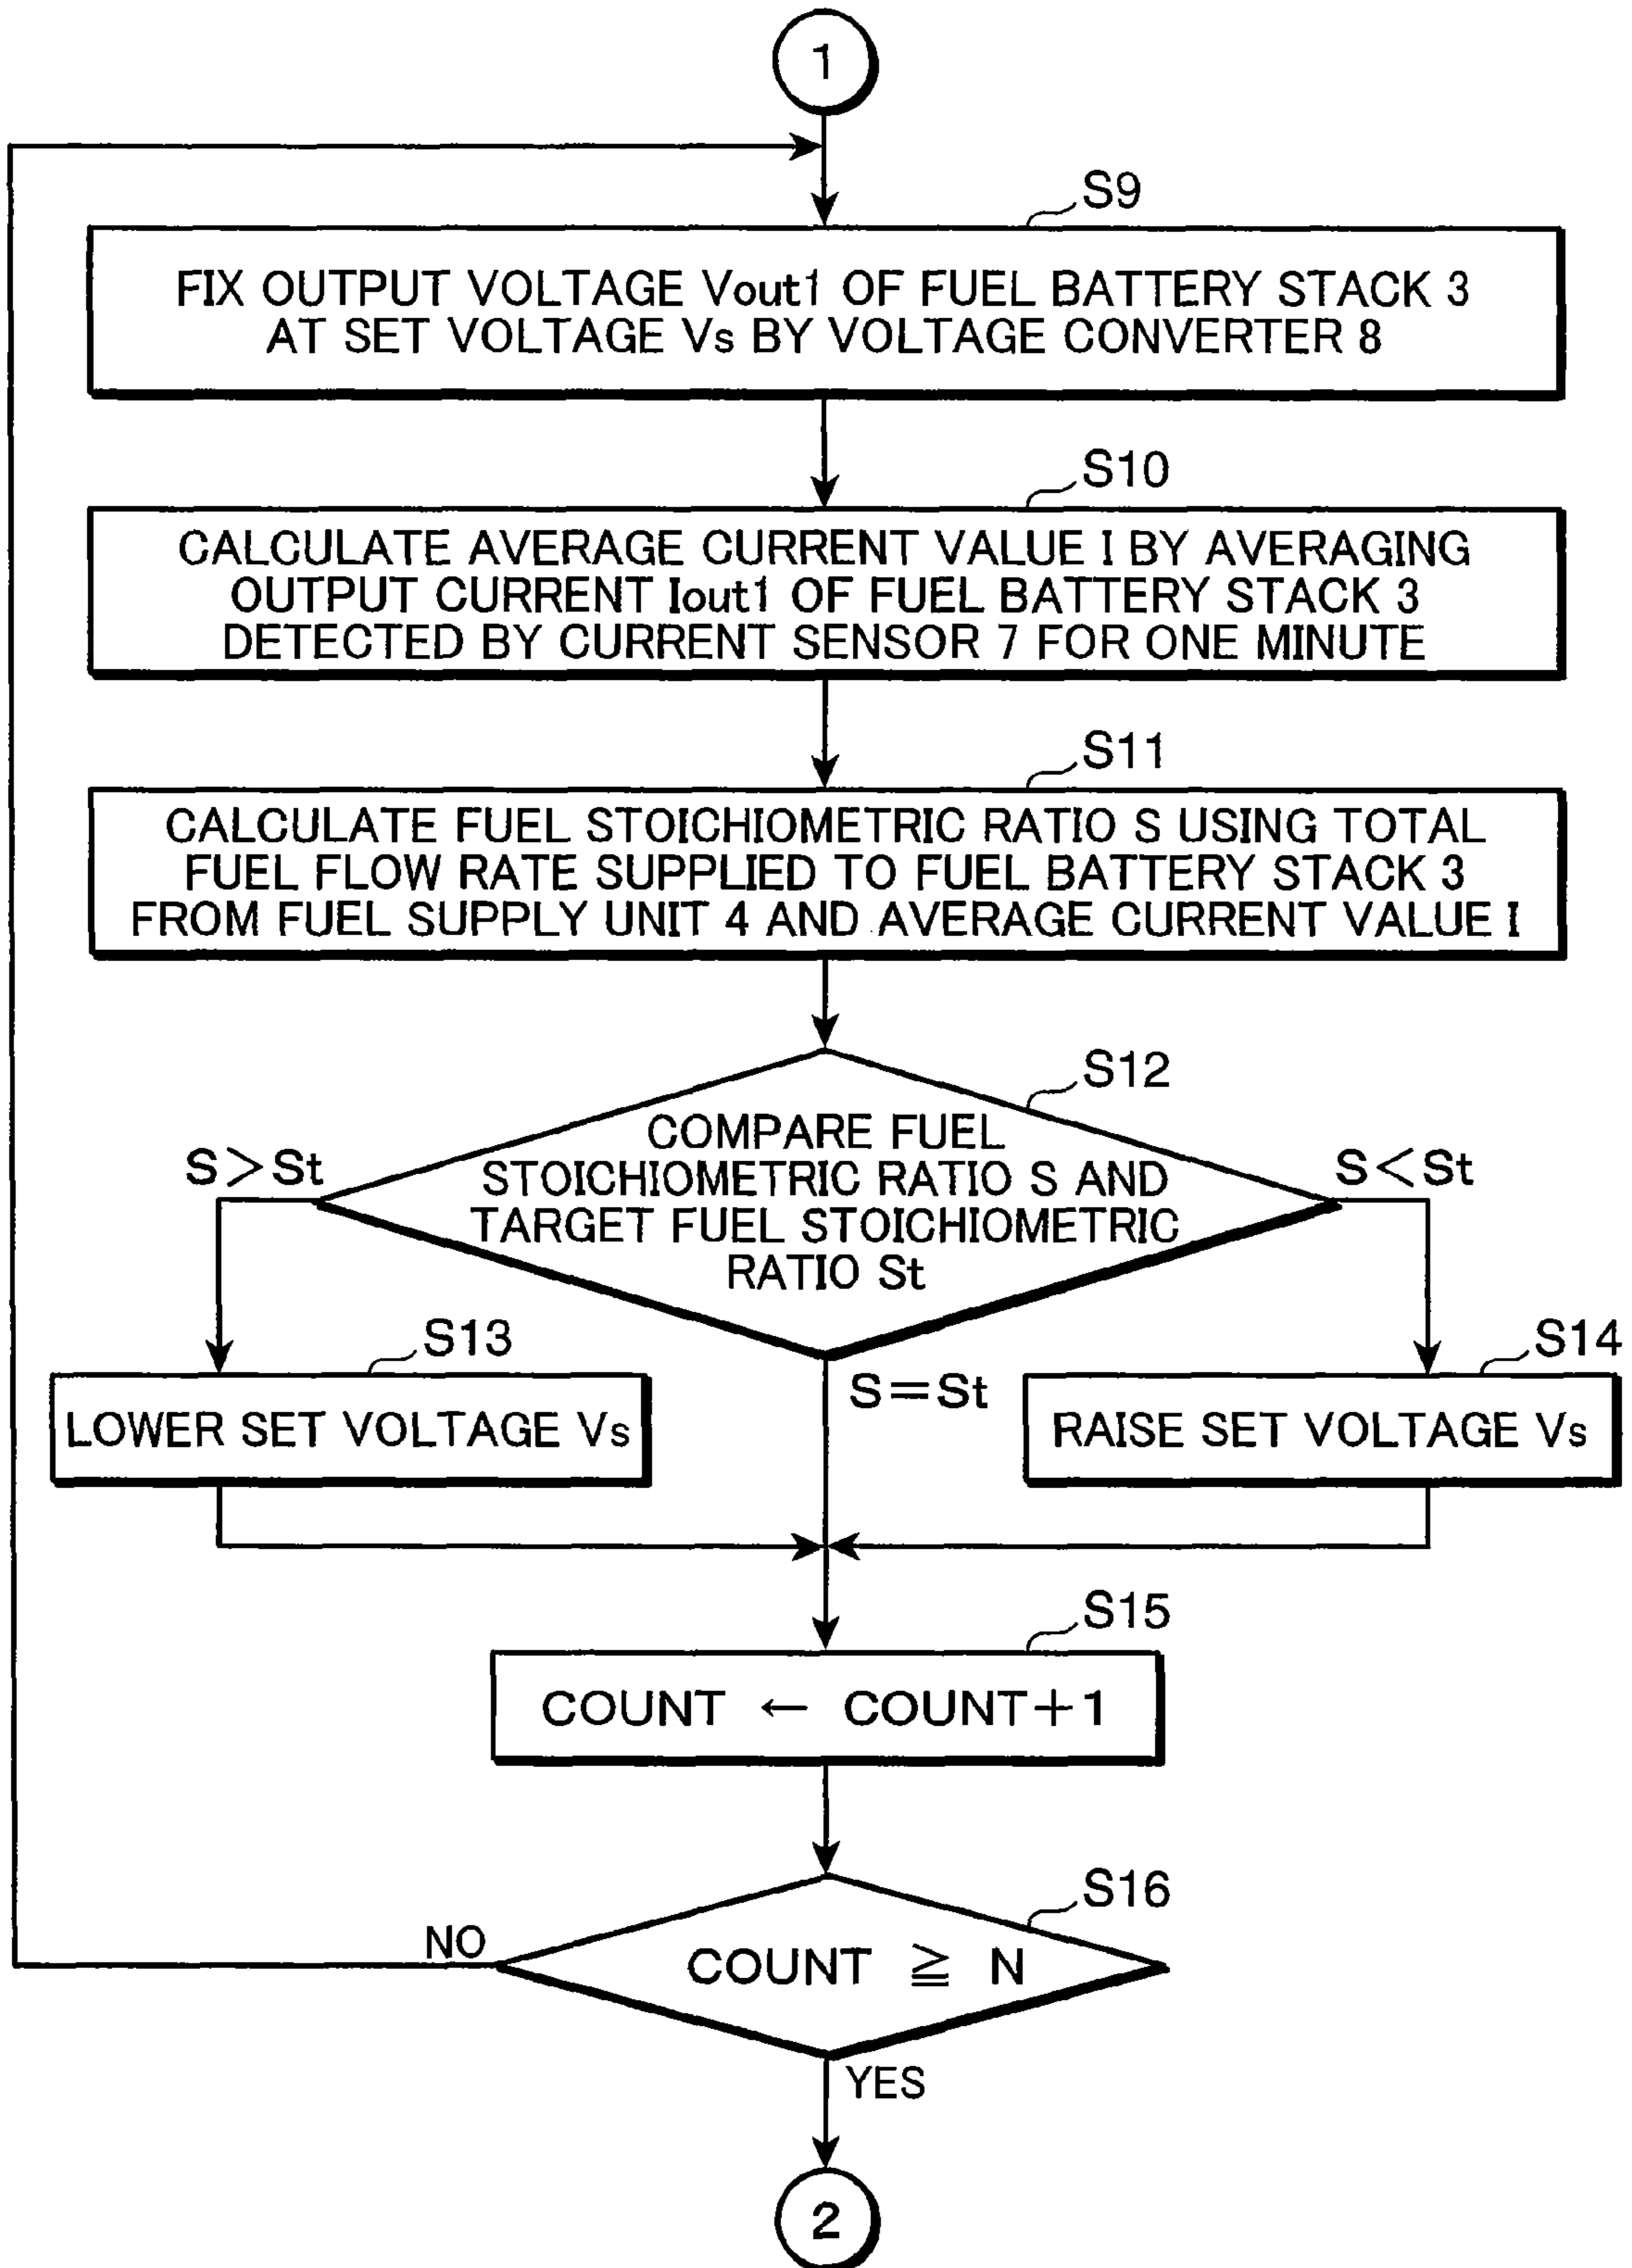 1
S9
FIX OUTPUT VOLTAGE Vout1 OF FUEL BATTERY STACK 3
AT SET VOLTAGE Vs BY VOLTAGE CONVERTER 8
S10
CALCULATE AVERAGE CURRENT VALUE I BY AVERAGING
OUTPUT CURRENT Iout1 OF FUEL BATTERY STACK 3
DETECTED BY CURRENT SENSOR 7 FOR ONE MINUTE
S11
CALCULATE FUEL STOICHIOMETRIC RATIO S USING TOTAL
FUEL FLOW RATE SUPPLIED TO FUEL BATTERY STACK 3
FROM FUEL SUPPLY UNIT 4 AND AVERAGE CURRENT VALUE I
S12
COMPARE FUEL
STOICHIOMETRIC RATIO S AND
TARGET FUEL STOICHIOMETRIC
RATIO St
S>St
S<St
S=St
S13
LOWER SET VOLTAGE Vs
S14
RAISE SET VOLTAGE Vs
S15
COUNT ← COUNT+1
S16
COUNT ≧ N
NO
YES
2